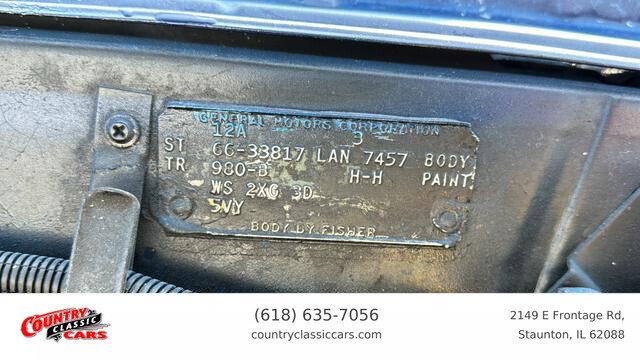 GENERAL MOTORS CORPORATION
12A 3
ST 66-33817 LAN 7457 BODY
TR 980-B H-H PAINT
WS 2XG 3D
5NY
BODY BY FISHER
COUNTRY
CLASSIC
CARS
(618) 635-7056
countryclassiccars.com
2149 E Frontage Rd,
Staunton, IL 62088